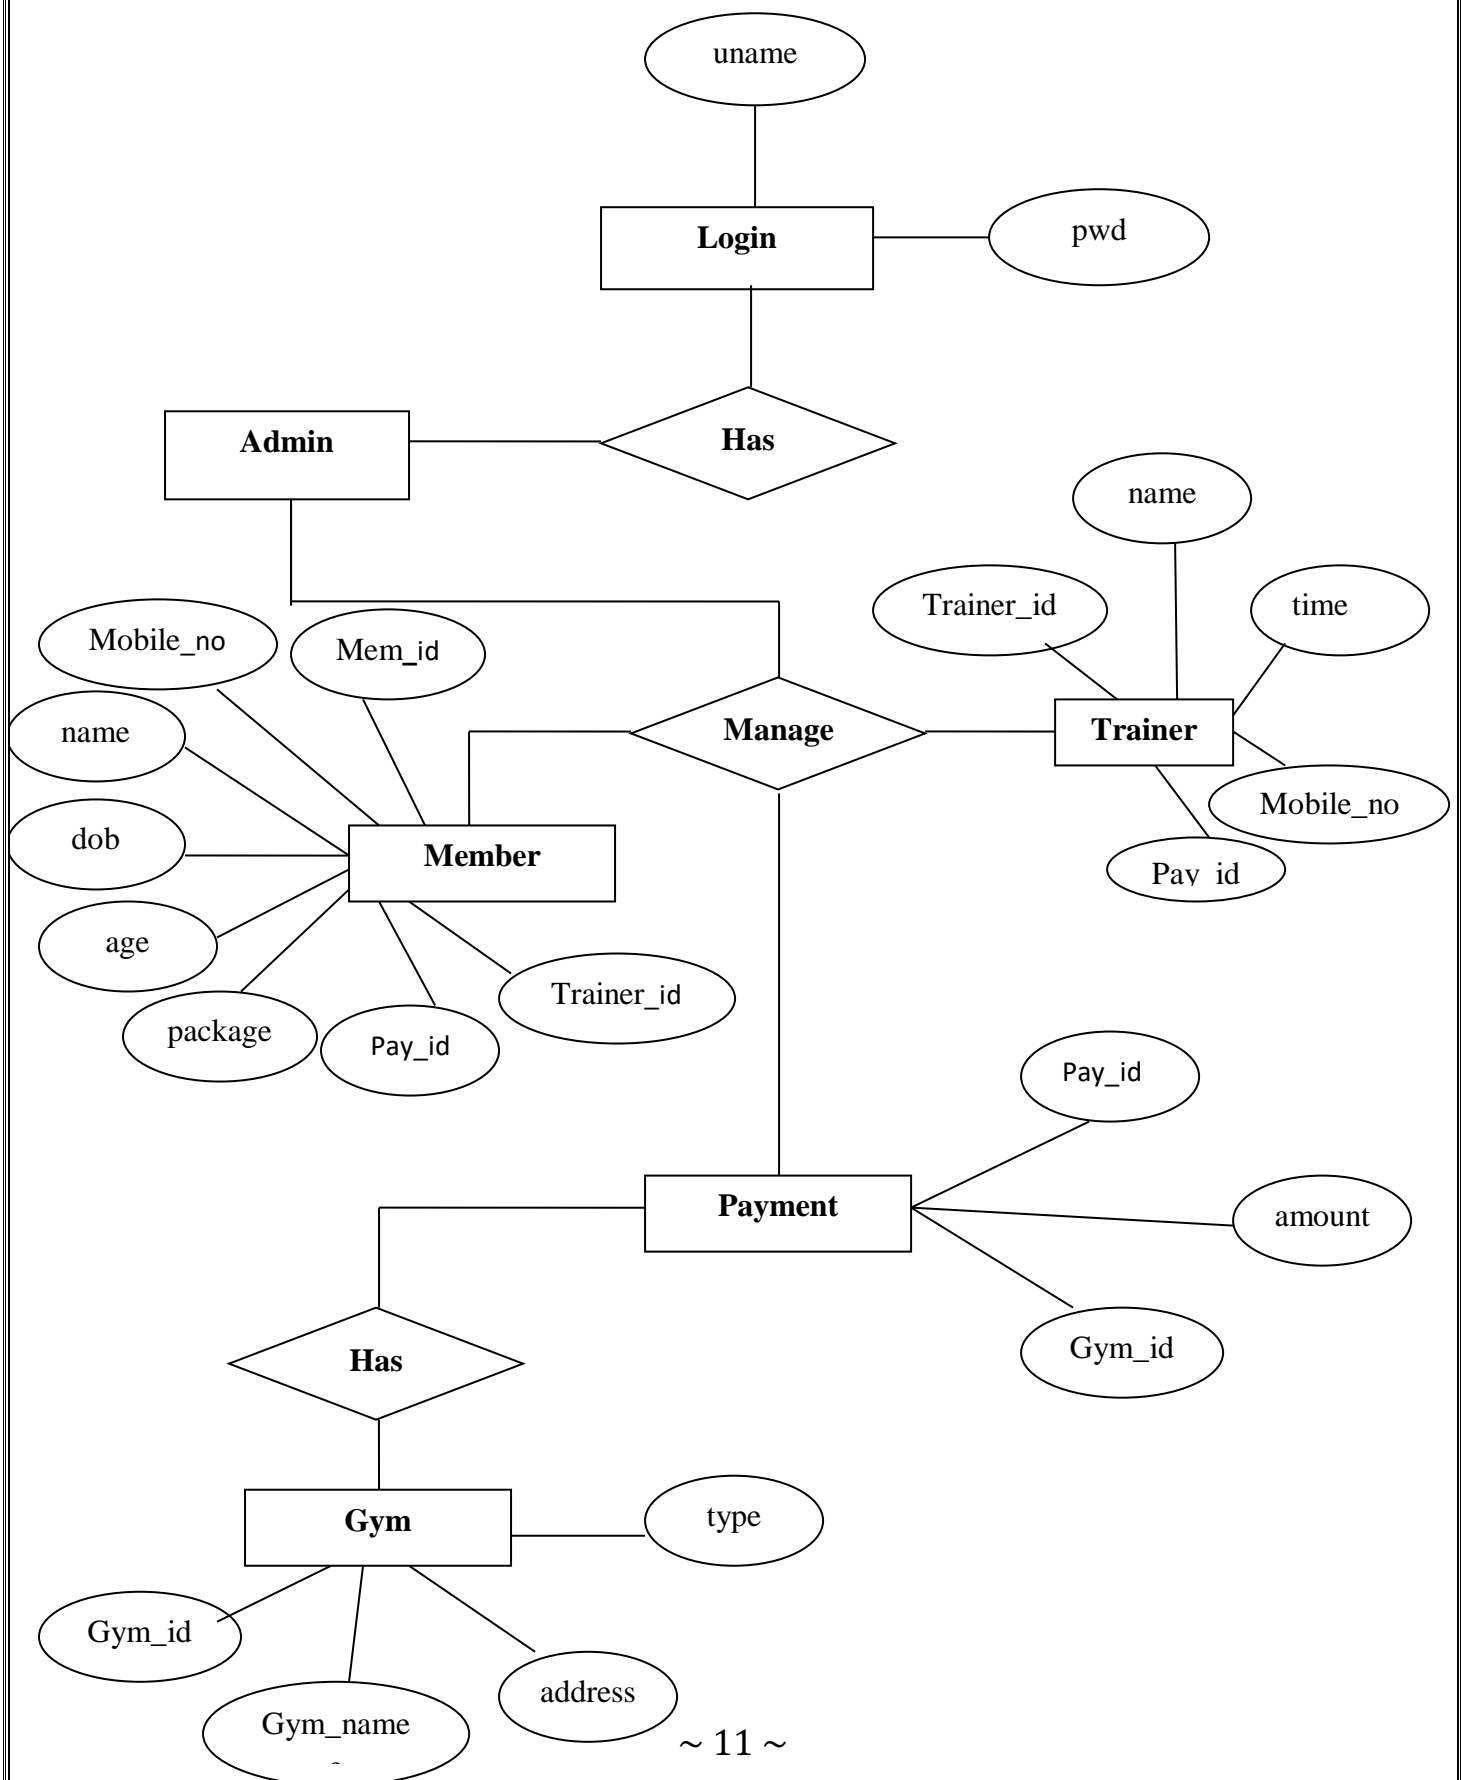 uname
Login
pwd
Admin
Has
name
Trainer_id
time
Mobile_no
Mem_id
name
Manage
Trainer
Mobile_no
dob
Member
Pay_id
age
Trainer_id
package
Pay_id
Pay_id
Payment
amount
Gym_id
Has
Gym
type
Gym_id
address
Gym_name
~ 11 ~